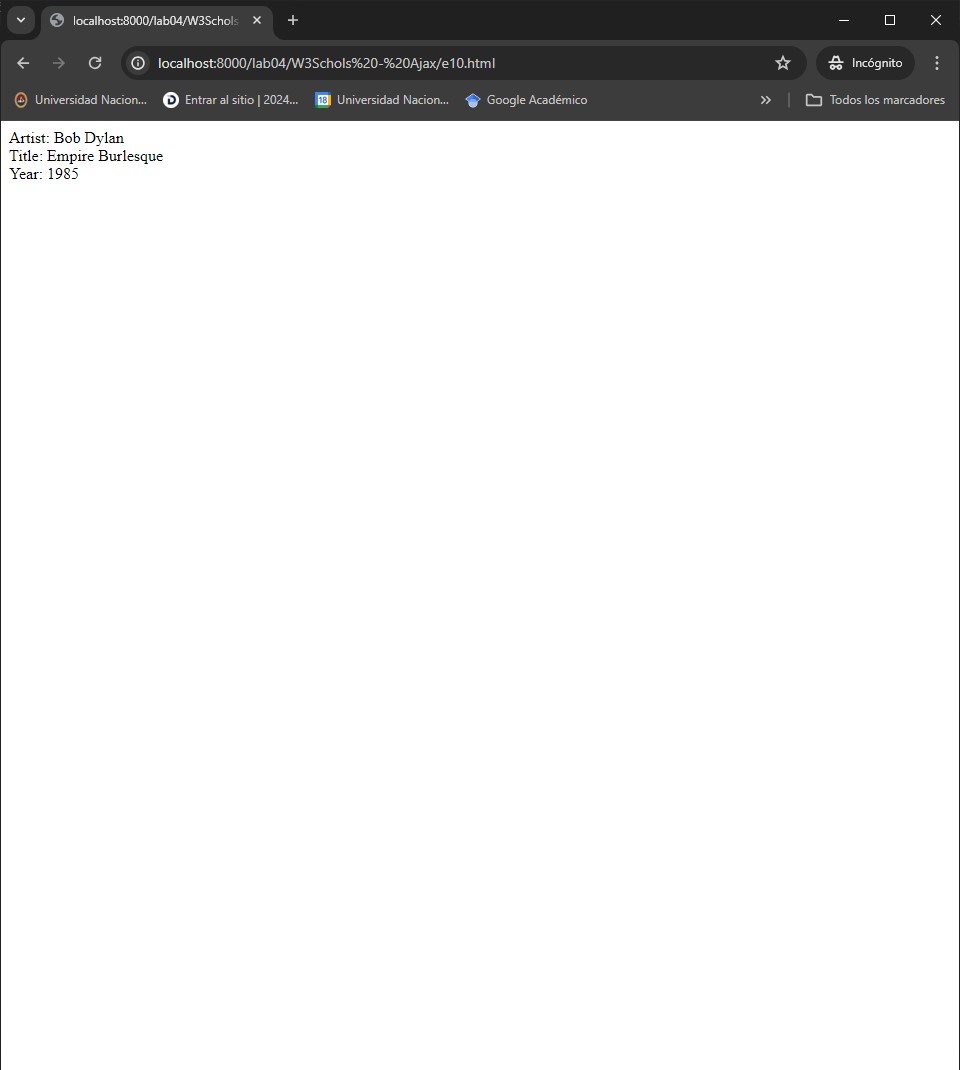 localhost:8000/lab04/W3Schols
localhost:8000/lab04/W3Schols%20-%20Ajax/e10.html
Incógnito
Universidad Nacion...
Entrar al sitio | 2024...
18
Universidad Nacion...
Google Académico
Todos los marcadores
Artist: Bob Dylan
Title: Empire Burlesque
Year: 1985